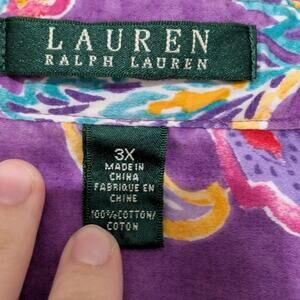 LAUREN
RALPH LAUREN
3X
MADE IN
CHINA
FABRIQUE EN
CHINE
100%COTTON/
COTON